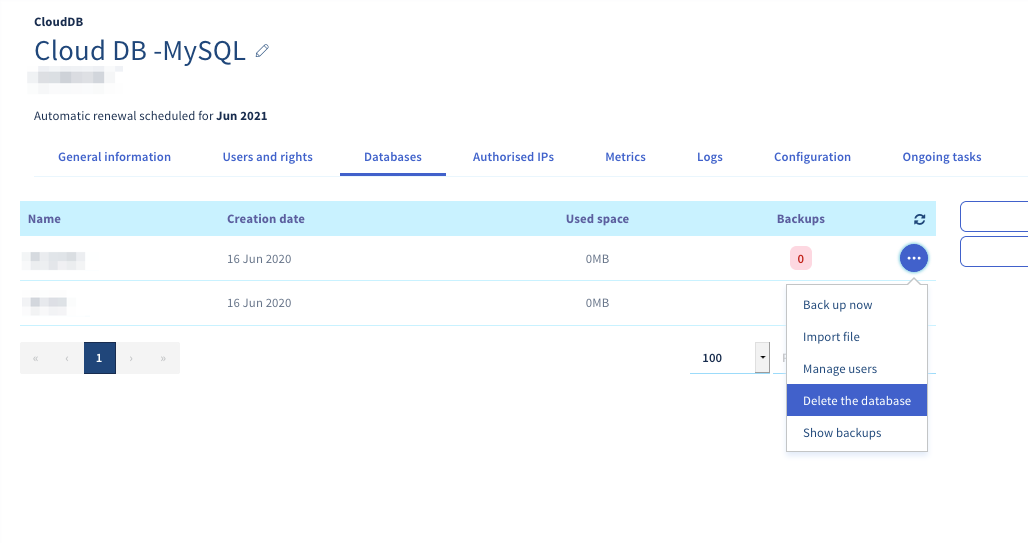 CloudDB
Cloud DB -MySQL
Automatic renewal scheduled for Jun 2021
General information Users and rights Databases Authorised IPs Metrics Logs Configuration Ongoing tasks
Name Creation date Used space Backups
16 Jun 2020 0MB 0
16 Jun 2020 0MB
« ‹ 1 › » 100
Back up now
Import file
Manage users
Delete the database
Show backups